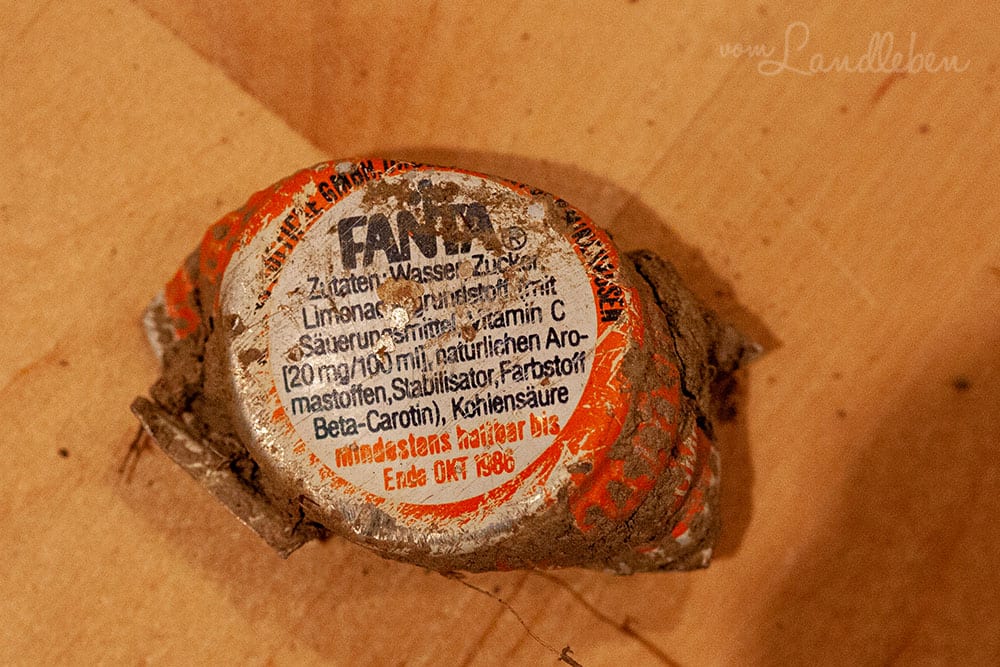 vom Landleben
GMBH,
FANTA®
Zutaten: Wasser, Zucker,
(mit
Säuerungsmittel, Vitamin C
[20 mg/100 ml], natürlichen Aro-
mastoffen, Stabilisator, Farbstoff
Beta-Carotin), Kohlensäure
mindestens haltbar bis
Ende OKT 1986